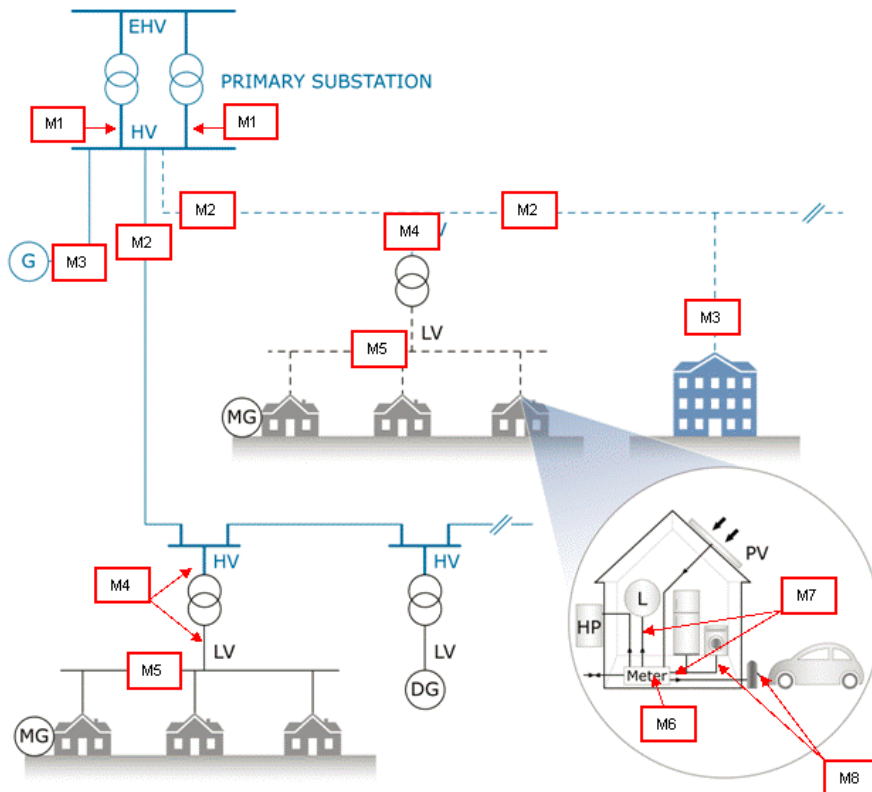 EHV
PRIMARY SUBSTATION
M1
HV
M1
M2
M2
M2
M4
V
G
M3
M3
LV
M5
MG
PV
M4
HV
HV
M7
L
HP
LV
LV
M5
Meter
DG
M6
MG
M8